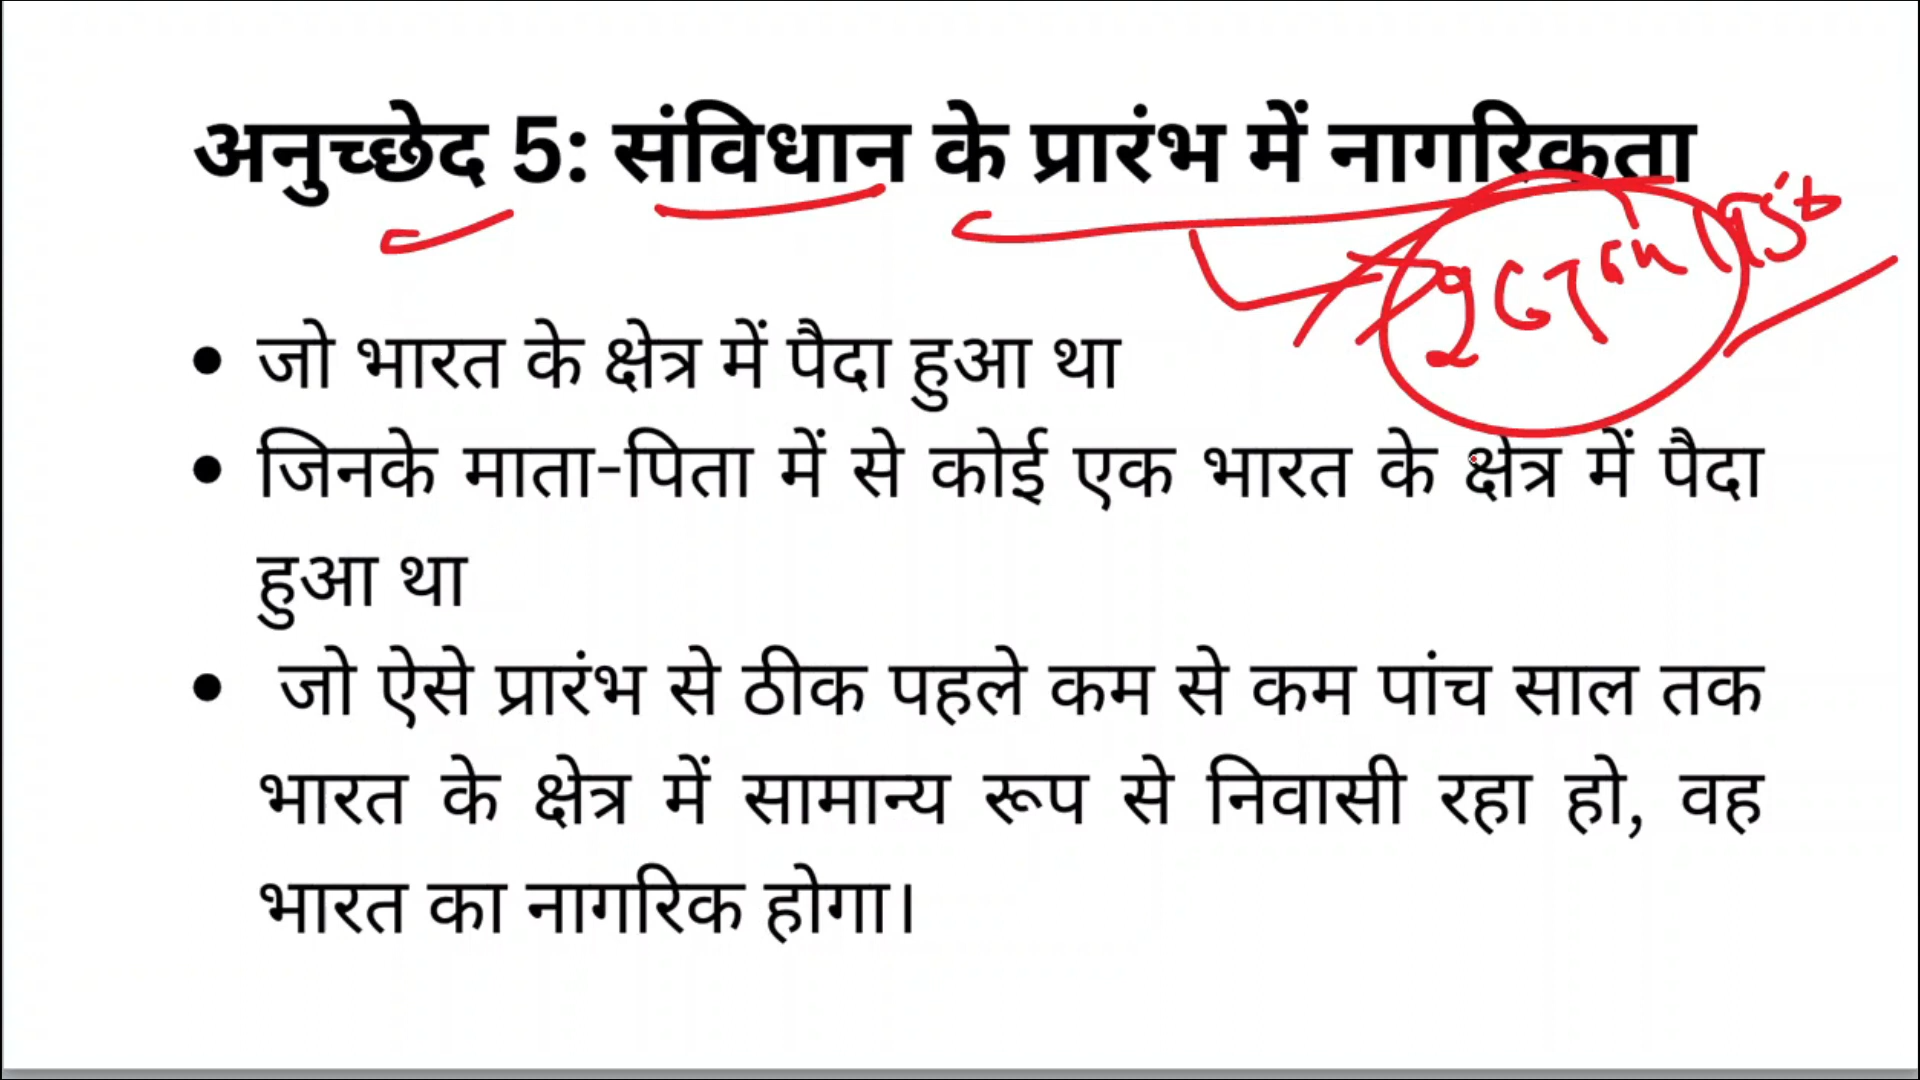 अनुच्छेद 5: संविधान के प्रारंभ में नागरिकता
• जो भारत के क्षेत्र में पैदा हुआ था
• जिनके माता-पिता में से कोई एक भारत के क्षेत्र में पैदा
हुआ था
• जो ऐसे प्रारंभ से ठीक पहले कम से कम पांच साल तक
भारत के क्षेत्र में सामान्य रूप से निवासी रहा हो, वह
भारत का नागरिक होगा।